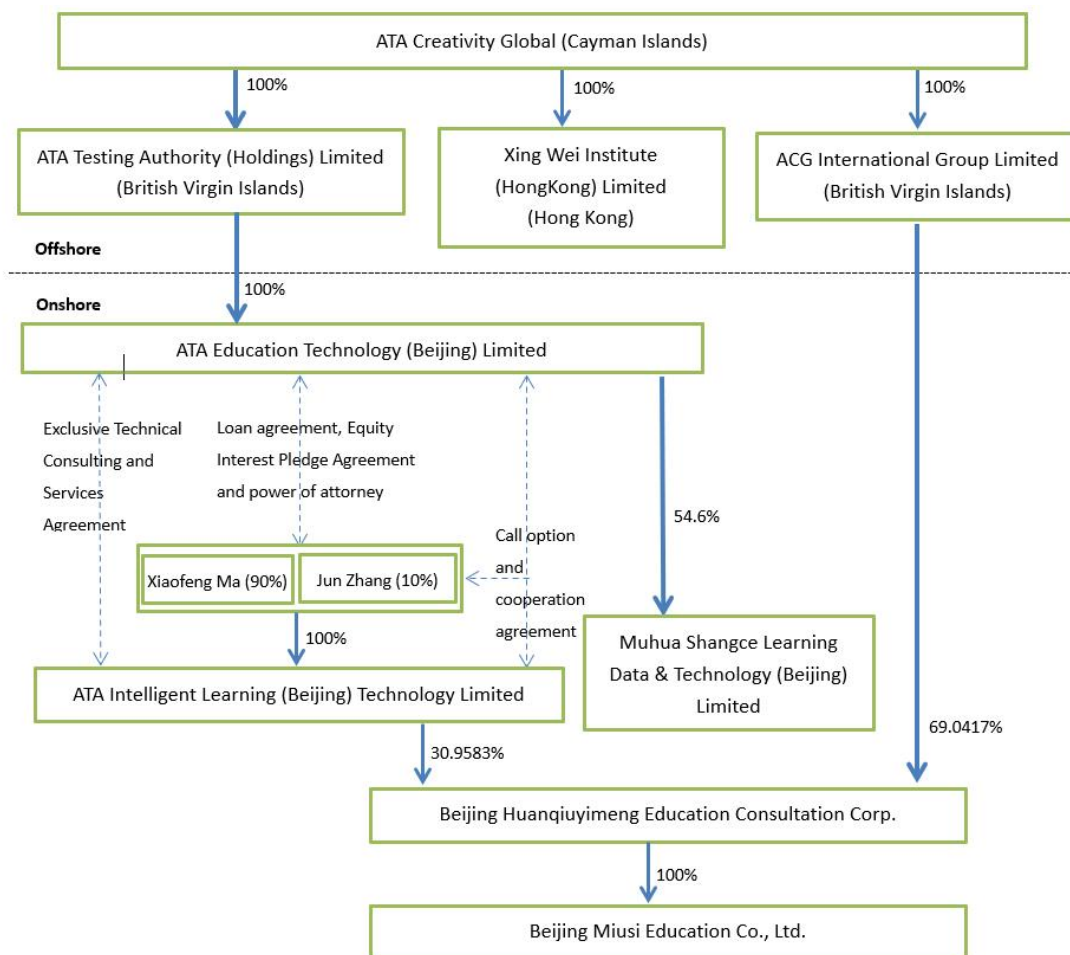 ATA Creativity Global (Cayman Islands)
100%
100%
100%
ATA Testing Authority (Holdings) Limited
(British Virgin Islands)
Xing Wei Institute
(HongKong) Limited
(Hong Kong)
ACG International Group Limited
(British Virgin Islands)
Offshore
100%
Onshore
ATA Education Technology (Beijing) Limited
Exclusive Technical
Consulting and
Services
Agreement
Loan agreement, Equity
Interest Pledge Agreement
and power of attorney
54.6%
Call option
and
cooperation
agreement
Xiaofeng Ma (90%)
Jun Zhang (10%)
100%
Muhua Shangce Learning
Data & Technology (Beijing)
Limited
ATA Intelligent Learning (Beijing) Technology Limited
69.0417%
30.9583%
Beijing Huanqiuyimeng Education Consultation Corp.
100%
Beijing Miusi Education Co., Ltd.